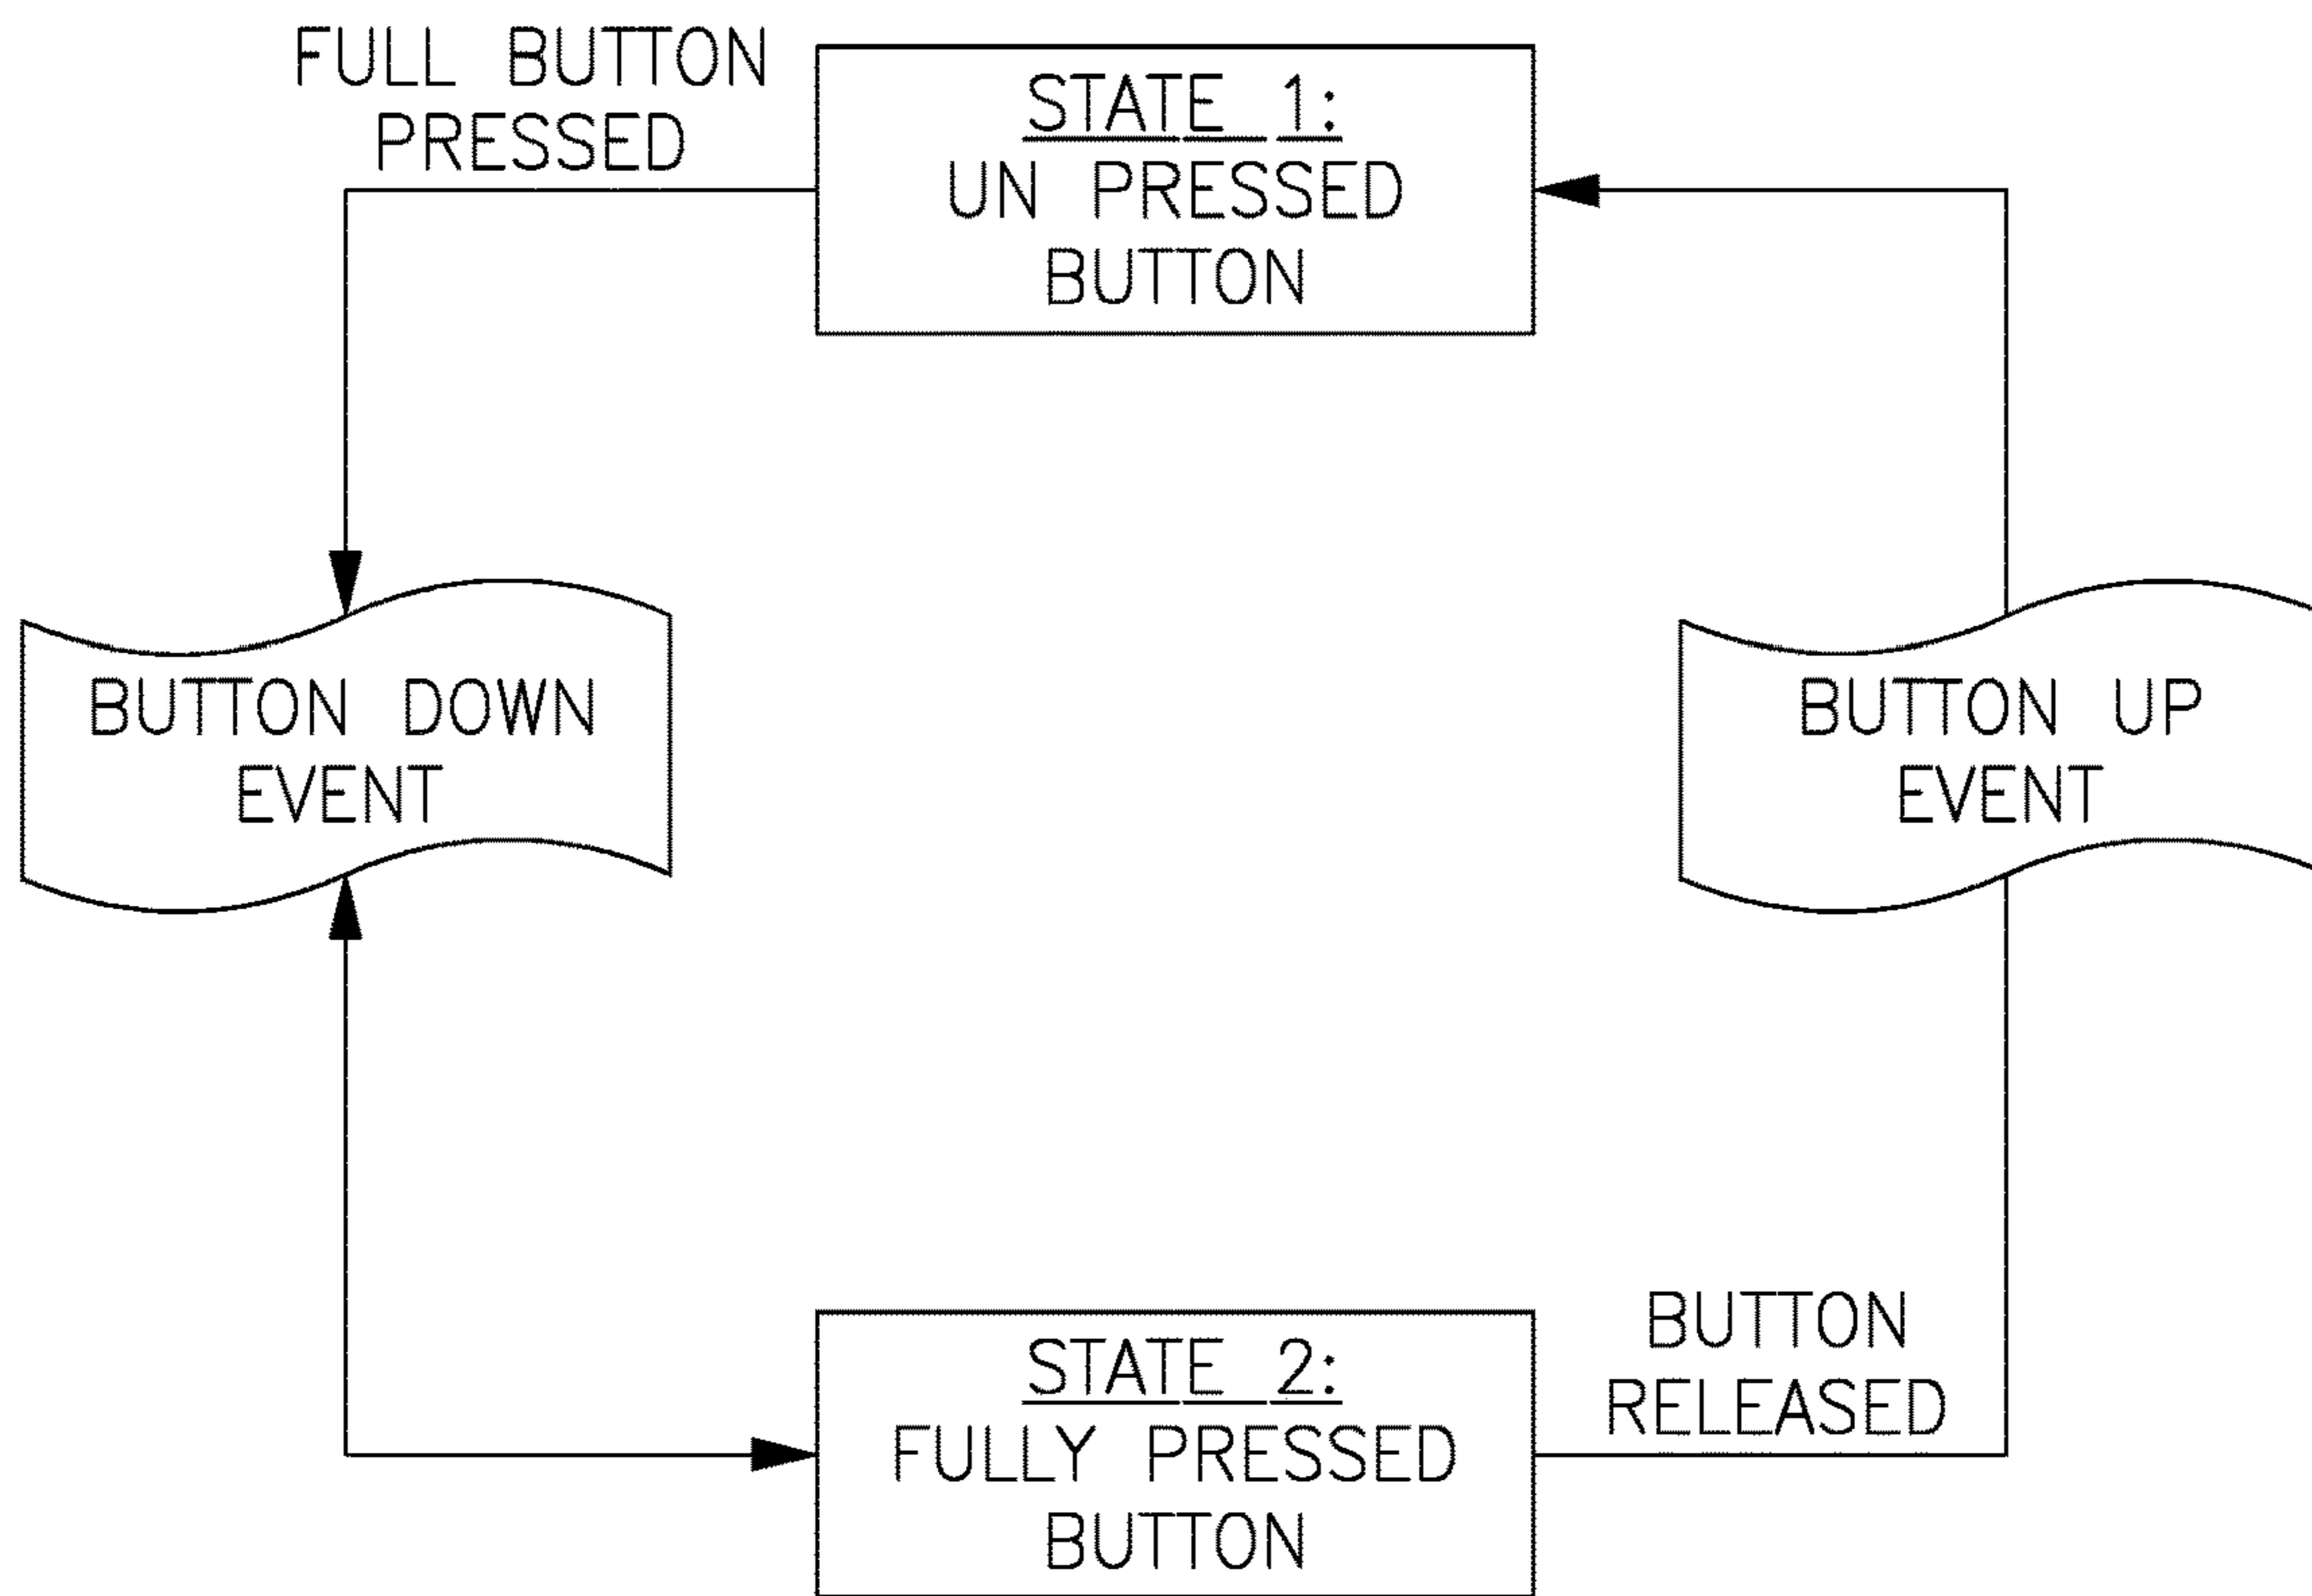 FULL BUTTON
PRESSED
STATE 1:
UN PRESSED
BUTTON
BUTTON DOWN
EVENT
BUTTON UP
EVENT
STATE 2:
FULLY PRESSED
BUTTON
BUTTON
RELEASED